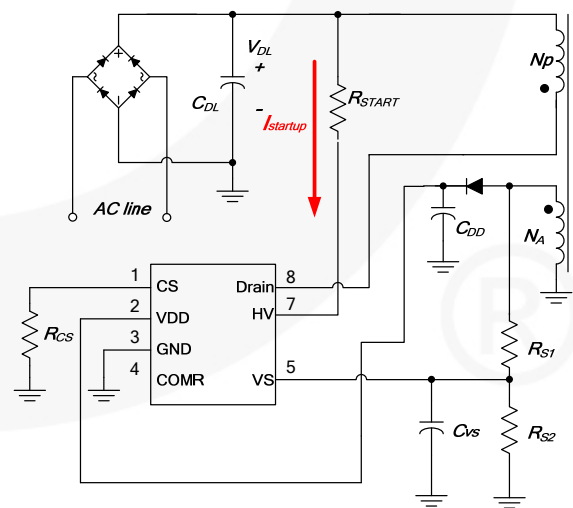 V_DL
+
-
C_DL
I_startup
R_START
Np
AC line
C_DD
N_A
1 CS
2 VDD
3 GND
4 COMR
Drain 8
HV 7
VS 5
R_CS
R_S1
R_S2
Cvs
+
~
~
-
®